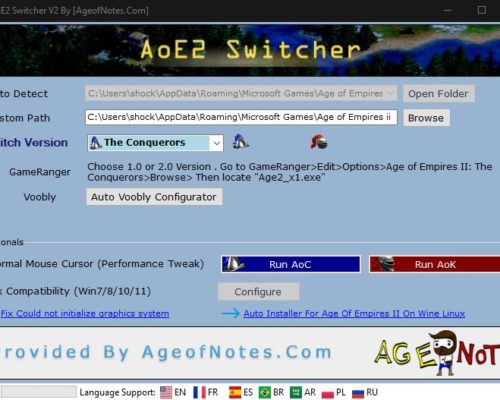 oE2 Switcher V2 By [AgeofNotes.Com]
AoE2 Switcher
to Detect C:\Users\shock\AppData\Roaming\Microsoft Games\Age of Empires ii Open Folder
stom Path C:\Users\shock\AppData\Roaming\Microsoft Games\Age of Empires ii Browse
itch Version The Conquerors
GameRanger Choose 1.0 or 2.0 Version . Go to GameRanger>Edit>Options>Age of Empires II: The
Conquerors>Browse> Then locate "Age2_x1.exe"
Voobly Auto Voobly Configurator
onals
ormal Mouse Cursor (Performance Tweak) Run AoC Run AoK
x Compatibility (Win7/8/10/11) Configure
Fix Could not initialize graphics system Auto Installer For Age Of Empires II On Wine Linux
rovided By AgeofNotes.Com AGE NOT
Language Support: EN FR ES BR AR PL RU